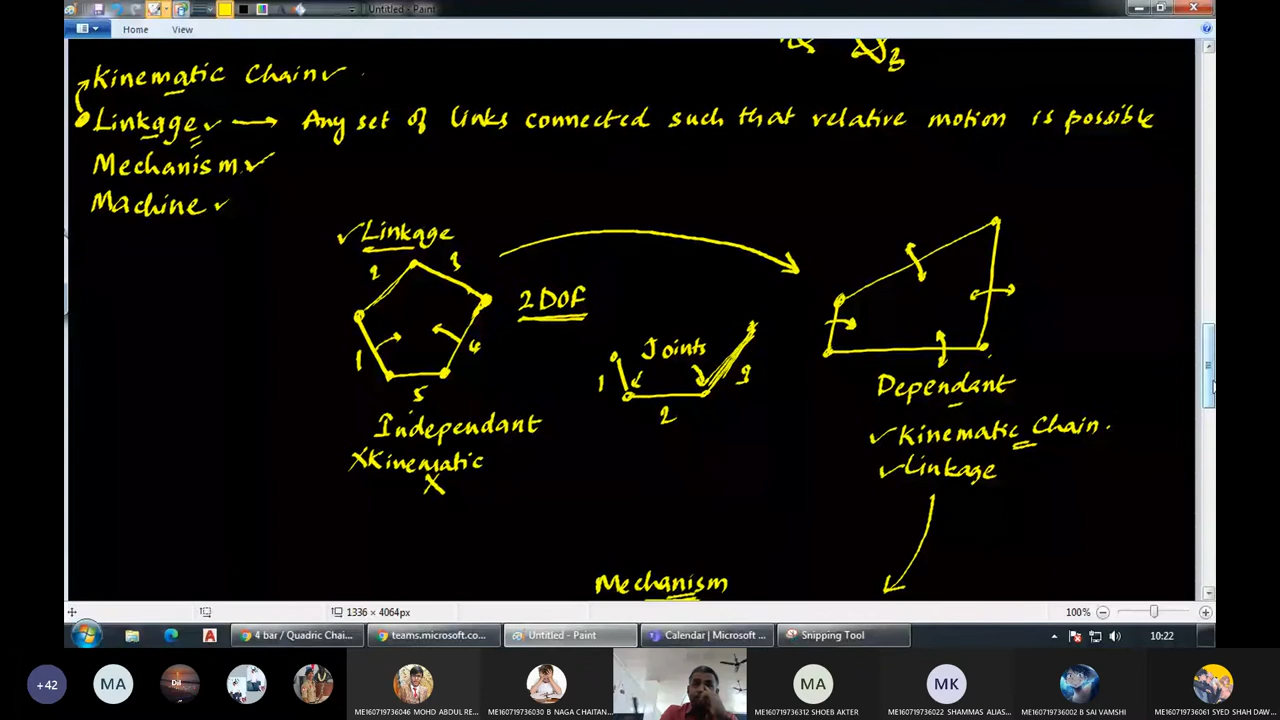 Untitled - Paint
Home View
Kinematic Chain
Linkage → Any set of links connected such that relative motion is possible
Mechanism
Machine
Linkage
2 3
2 DOF
1 4
5
Joints
1 2 3
Independant
Kinematic
Dependant
Kinematic Chain.
Linkage
Mechanism
1336 × 4064px
100%
4 bar / Quadric Chai...
teams.microsoft.co...
Untitled - Paint
Calendar | Microsoft ...
Snipping Tool
10:22
+42
MA
Dil
MA
MK
ME160719736046 MOHD ABDUL RE...
ME160719736030 B NAGA CHAITAN...
ME160719736312 SHOEB AKTER
ME160719736022 SHAMMAS ALIAS...
ME160719736002 B SAI VAMSHI
ME160719736061 SYED SHAH DAW...